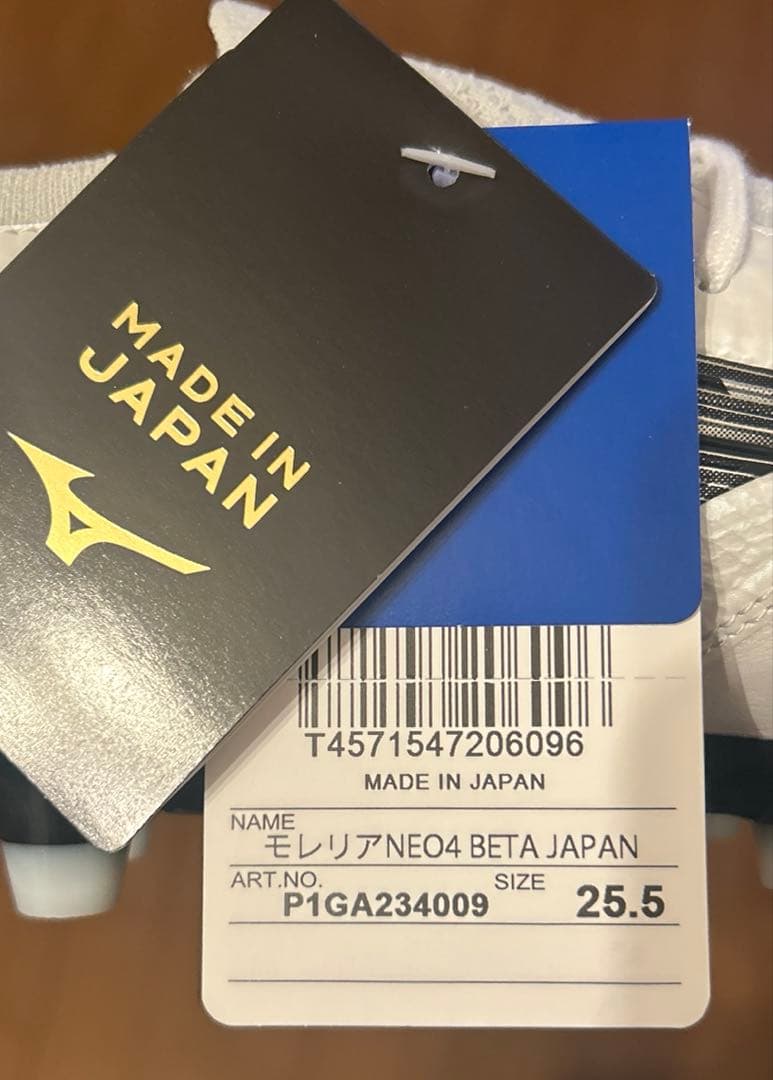 MADE IN
JAPAN
T4571547206096
MADE IN JAPAN
NAME
モレリアNEO4 BETA JAPAN
ART.NO.
P1GA234009
SIZE
25.5